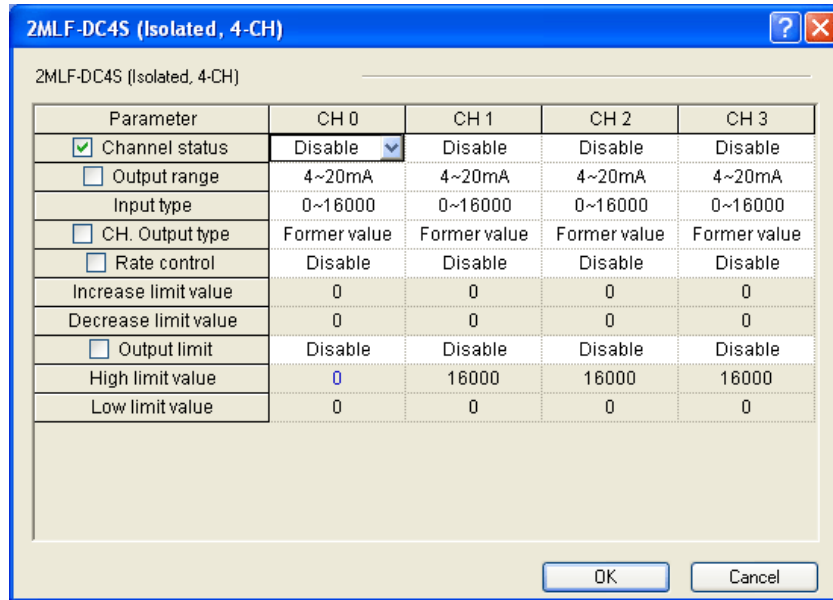 2MLF-DC4S (Isolated, 4-CH)
2MLF-DC4S (Isolated, 4-CH)
Parameter CH 0 CH 1 CH 2 CH 3
Channel status Disable Disable Disable Disable
Output range 4~20mA 4~20mA 4~20mA 4~20mA
Input type 0~16000 0~16000 0~16000 0~16000
CH. Output type Former value Former value Former value Former value
Rate control Disable Disable Disable Disable
Increase limit value 0 0 0 0
Decrease limit value 0 0 0 0
Output limit Disable Disable Disable Disable
High limit value 0 16000 16000 16000
Low limit value 0 0 0 0
OK Cancel